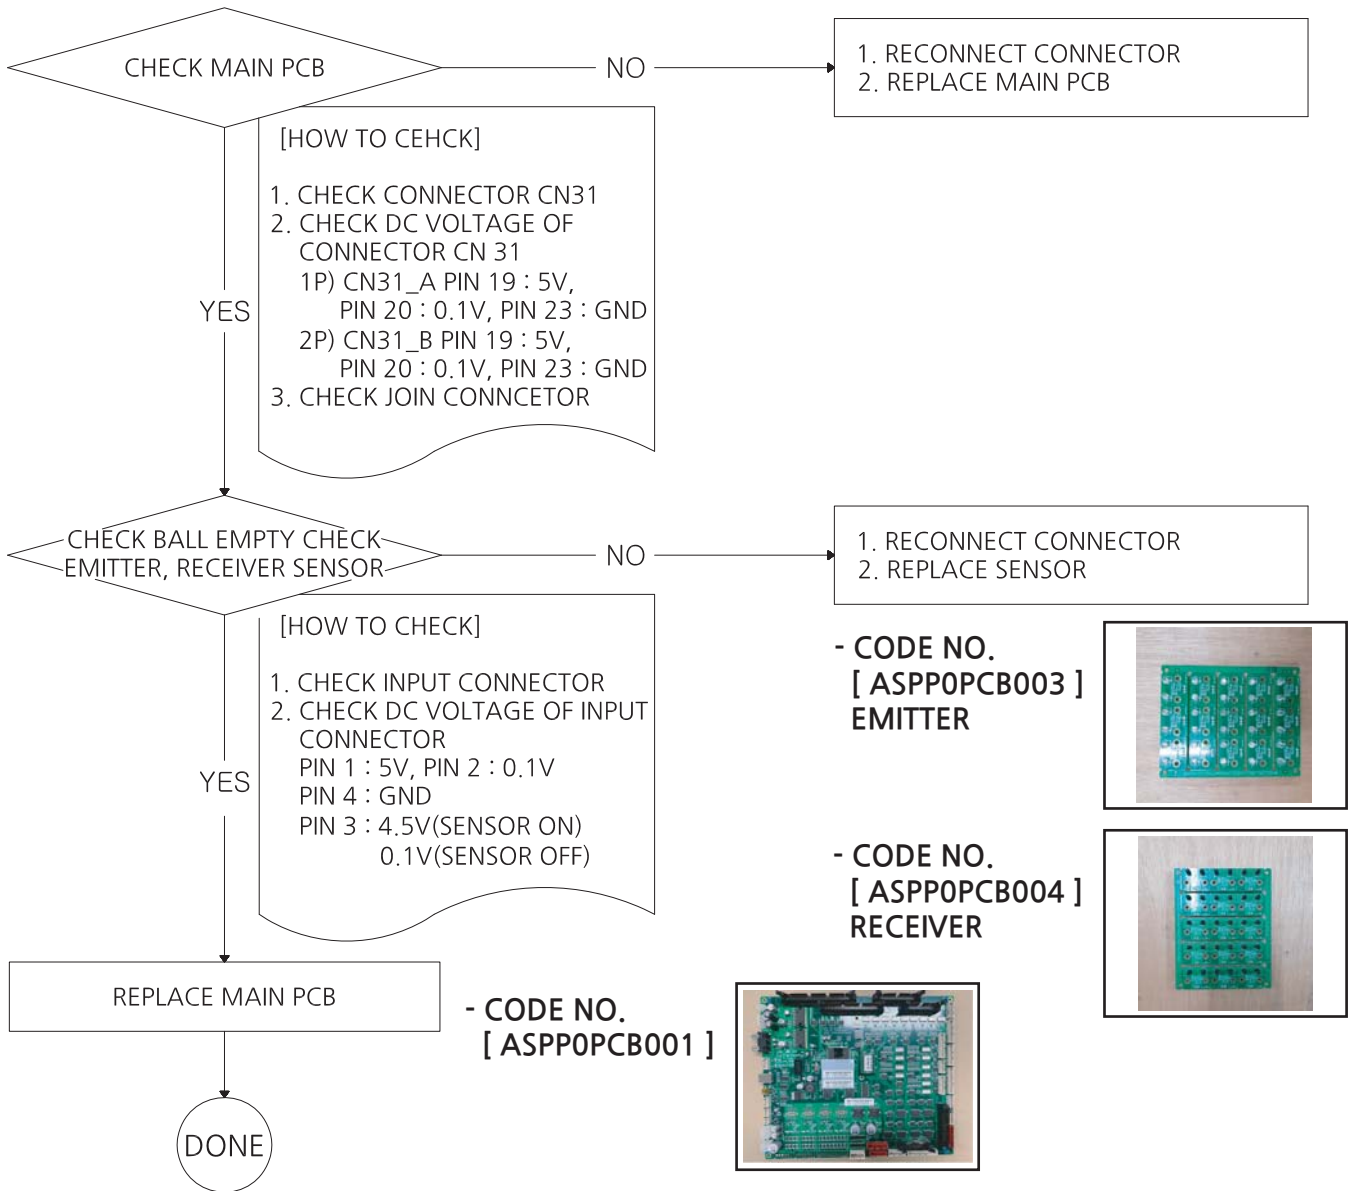 CHECK MAIN PCB
NO
1. RECONNECT CONNECTOR
2. REPLACE MAIN PCB
[HOW TO CEHCK]
1. CHECK CONNECTOR CN31
2. CHECK DC VOLTAGE OF
CONNECTOR CN 31
1P) CN31_A PIN 19 : 5V,
PIN 20 : 0.1V, PIN 23 : GND
2P) CN31_B PIN 19 : 5V,
PIN 20 : 0.1V, PIN 23 : GND
3. CHECK JOIN CONNCETOR
YES
CHECK BALL EMPTY CHECK
EMITTER, RECEIVER SENSOR
NO
1. RECONNECT CONNECTOR
2. REPLACE SENSOR
[HOW TO CHECK]
1. CHECK INPUT CONNECTOR
2. CHECK DC VOLTAGE OF INPUT
CONNECTOR
PIN 1 : 5V, PIN 2 : 0.1V
PIN 4 : GND
PIN 3 : 4.5V(SENSOR ON)
0.1V(SENSOR OFF)
YES
- CODE NO.
[ ASPP0PCB003 ]
EMITTER
- CODE NO.
[ ASPP0PCB004 ]
RECEIVER
REPLACE MAIN PCB
- CODE NO.
[ ASPP0PCB001 ]
DONE